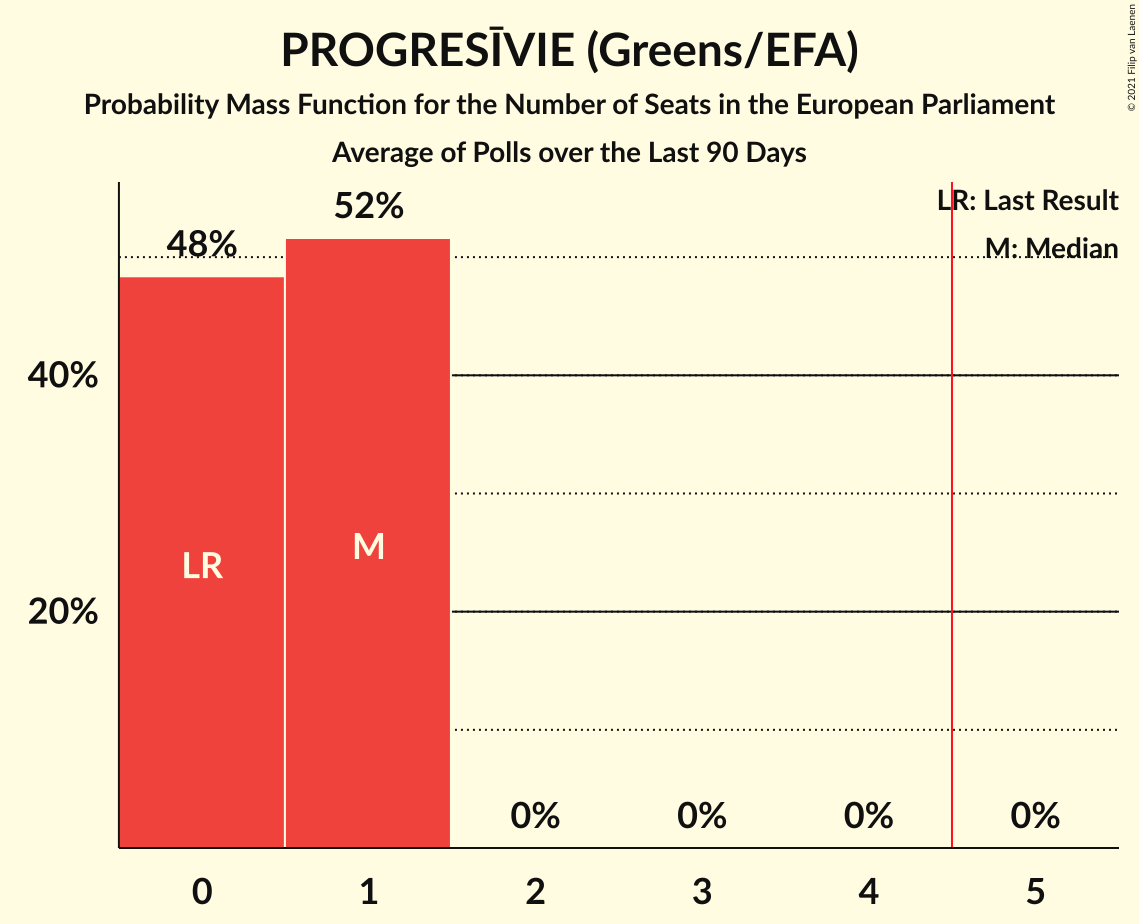 PROGRESĪVIE (Greens/EFA)
Probability Mass Function for the Number of Seats in the European Parliament
Average of Polls over the Last 90 Days
© 2021 Filip van Laenen
LR: Last Result
M: Median
52%
48%
40%
20%
LR
M
0%
0%
0%
0%
0
1
2
3
4
5